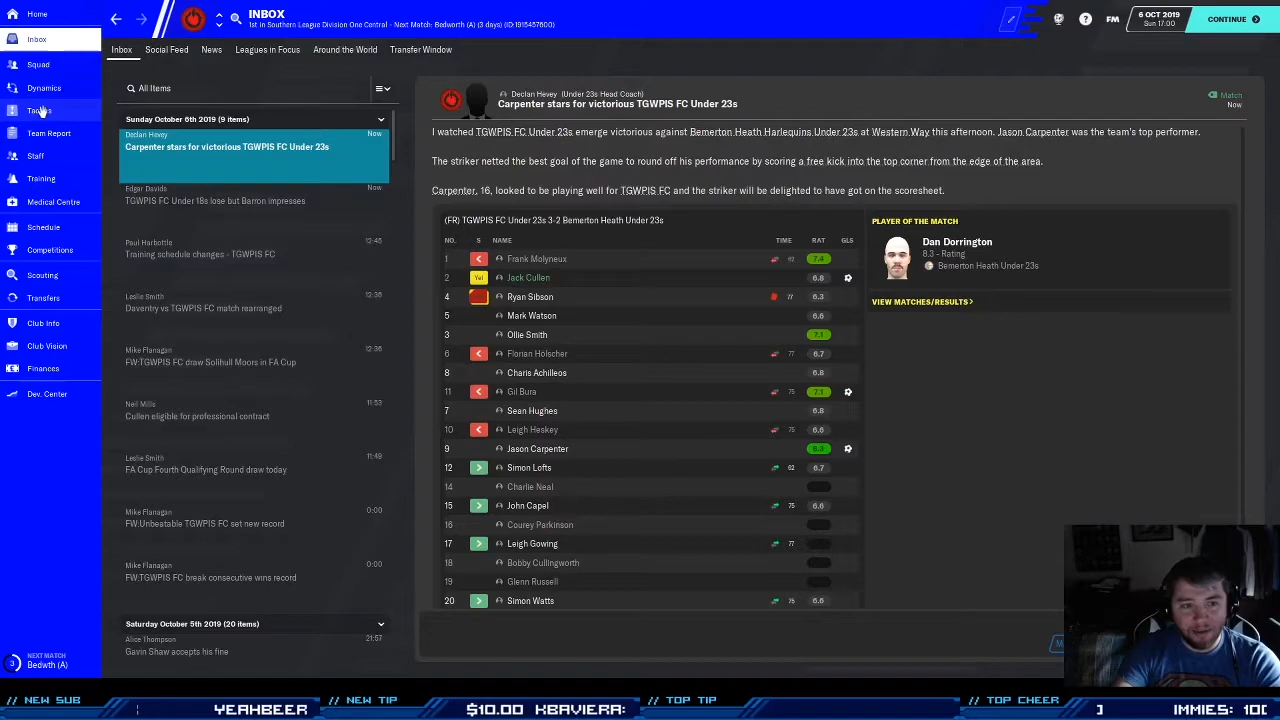 Home
Inbox
Squad
Dynamics
Team Report
Staff
Training
Medical Centre
Schedule
Competitions
Scouting
Transfers
Club Info
Club Vision
Finances
Dev. Center
3
NEXT MATCH
Bedwth (A)
INBOX
1st in Southern League Division One Central - Next Match: Bedworth (A) (3 days) (ID:1915457600)
?
FM
6 OCT 2019
Sun 17:00
CONTINUE
Inbox
Social Feed
News
Leagues in Focus
Around the World
Transfer Window
All Items
Sunday October 6th 2019 (9 items)
Declan Hevey
Now
Carpenter stars for victorious TGWPIS FC Under 23s
Edgar Davids
Now
TGWPIS FC Under 18s lose but Barron impresses
Paul Harbottle
12:45
Training schedule changes - TGWPIS FC
Leslie Smith
12:36
Daventry vs TGWPIS FC match rearranged
Mike Flanagan
12:36
FW:TGWPIS FC draw Solihull Moors in FA Cup
Neil Mills
11:53
Cullen eligible for professional contract
Leslie Smith
11:49
FA Cup Fourth Qualifying Round draw today
Mike Flanagan
0:00
FW:Unbeatable TGWPIS FC set new record
Mike Flanagan
0:00
FW:TGWPIS FC break consecutive wins record
Saturday October 5th 2019 (20 items)
Alice Thompson
21:57
Gavin Shaw accepts his fine
Declan Hevey (Under 23s Head Coach)
Carpenter stars for victorious TGWPIS FC Under 23s
Match
Now
I watched TGWPIS FC Under 23s emerge victorious against Bemerton Heath Harlequins Under 23s at Western Way this afternoon. Jason Carpenter was the team's top performer.
The striker netted the best goal of the game to round off his performance by scoring a free kick into the top corner from the edge of the area.
Carpenter, 16, looked to be playing well for TGWPIS FC and the striker will be delighted to have got on the scoresheet.
(FR) TGWPIS FC Under 23s 3-2 Bemerton Heath Under 23s
NO. S NAME TIME RAT GLS
1 Frank Molyneux 62 7.4
2 Yel Jack Cullen 6.8
4 Ryan Sibson 77 6.3
5 Mark Watson 6.6
3 Ollie Smith 7.1
6 Florian Hölscher 77 6.7
8 Charis Achilleos 6.8
11 Gil Bura 75 7.1
7 Sean Hughes 6.8
10 Leigh Heskey 75 6.6
9 Jason Carpenter 8.3
12 Simon Lofts 62 6.7
14 Charlie Neal
15 John Capel 75 6.6
16 Courey Parkinson
17 Leigh Gowing 77
18 Bobby Cullingworth
19 Glenn Russell
20 Simon Watts 75 6.6
PLAYER OF THE MATCH
Dan Dorrington
8.3 - Rating
Bemerton Heath Under 23s
VIEW MATCHES/RESULTS >
// NEW SUB
YEAHBEER
// NEW TIP
$10.00 KBAVIERA:
// TOP TIP
// TOP CHEER